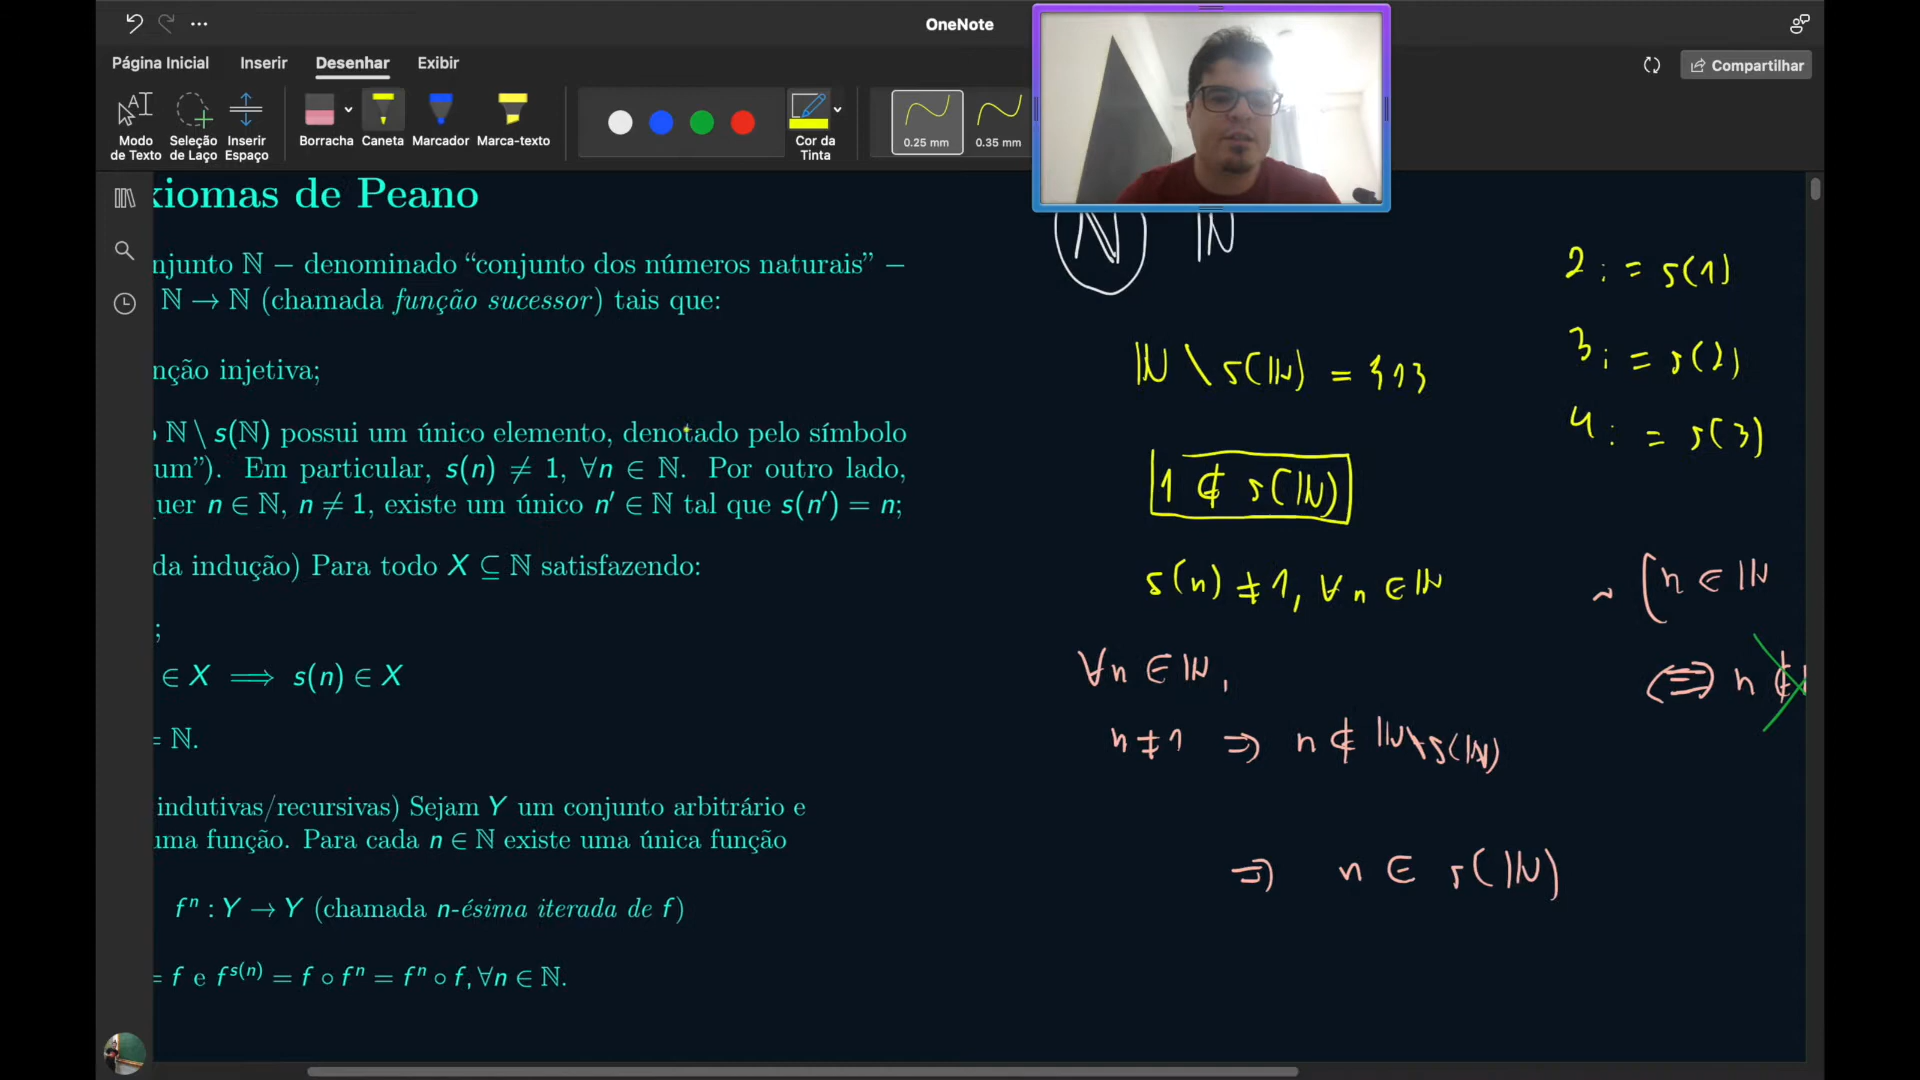 OneNote
Página Inicial Inserir Desenhar Exibir
Compartilhar
Modo de Texto
Seleção de Laço
Inserir Espaço
Borracha
Caneta
Marcador
Marca-texto
Cor da Tinta
0.25 mm
0.35 mm
xiomas de Peano
njunto ℕ – denominado “conjunto dos números naturais” –
ℕ → ℕ (chamada função sucessor) tais que:
nção injetiva;
ℕ \ s(ℕ) possui um único elemento, denotado pelo símbolo
um”). Em particular, s(n) ≠ 1, ∀n ∈ ℕ. Por outro lado,
uer n ∈ ℕ, n ≠ 1, existe um único n′ ∈ ℕ tal que s(n′) = n;
da indução) Para todo X ⊆ ℕ satisfazendo:
;
∈ X ⟹ s(n) ∈ X
= ℕ.
indutivas/recursivas) Sejam Y um conjunto arbitrário e
uma função. Para cada n ∈ ℕ existe uma única função
fⁿ : Y → Y (chamada n-ésima iterada de f)
= f e f^{s(n)} = f ∘ fⁿ = fⁿ ∘ f, ∀n ∈ ℕ.
ℕ ℕ
ℕ \ s(ℕ) = {1}
1 ∉ s(ℕ)
s(n) ≠ 1, ∀ n ∈ ℕ
∀n ∈ ℕ,
n ≠ 1 ⇒ n ∉ ℕ\s(ℕ)
⇒ n ∈ s(ℕ)
2 := s(1)
3 := s(2)
4 := s(3)
~ (n ∈ ℕ
(⇔) n ∉